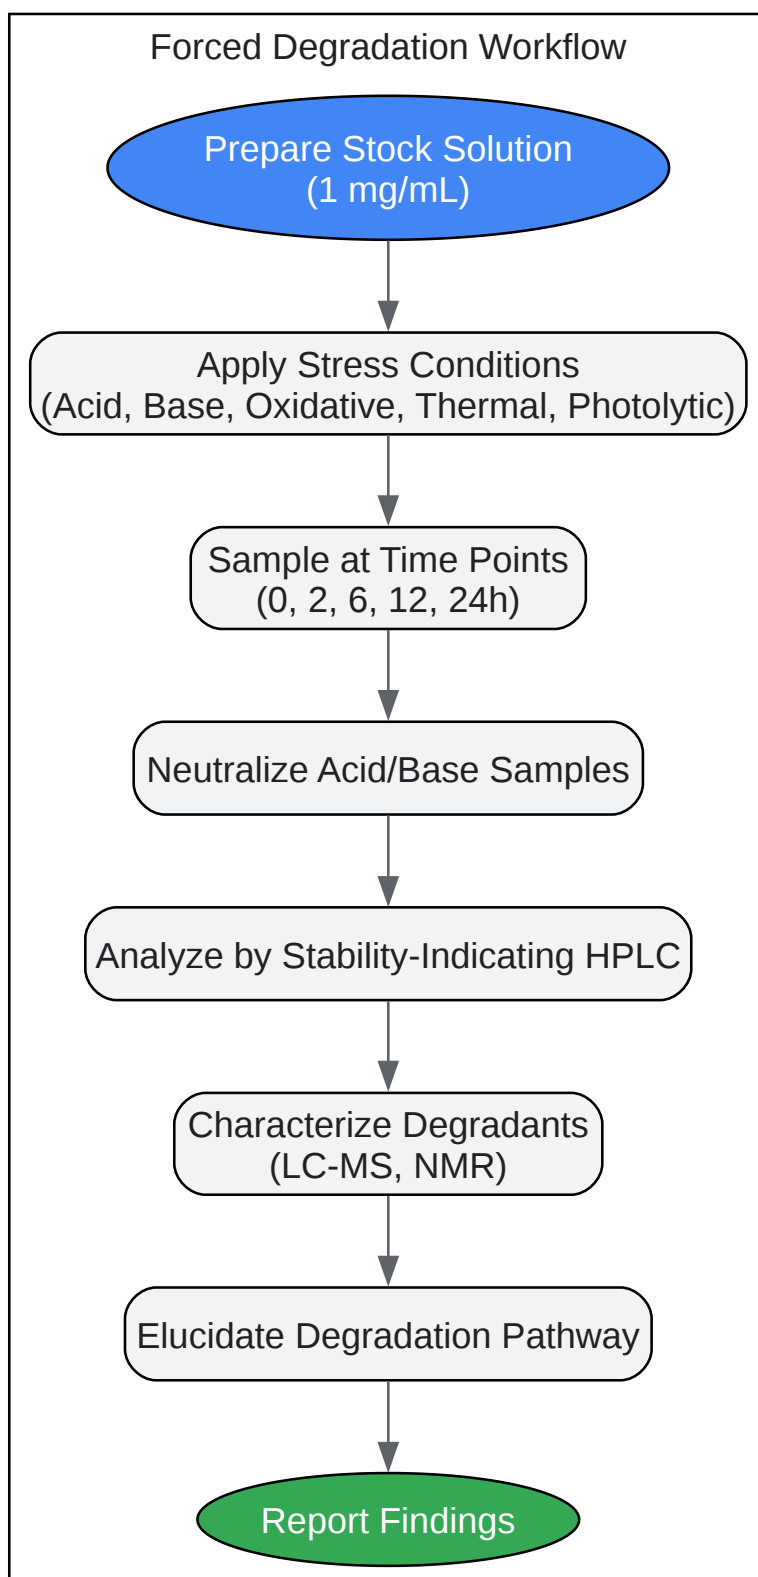 Forced Degradation Workflow
Prepare Stock Solution
(1 mg/mL)
Apply Stress Conditions
(Acid, Base, Oxidative, Thermal, Photolytic)
Sample at Time Points
(0, 2, 6, 12, 24h)
Neutralize Acid/Base Samples
Analyze by Stability-Indicating HPLC
Characterize Degradants
(LC-MS, NMR)
Elucidate Degradation Pathway
Report Findings